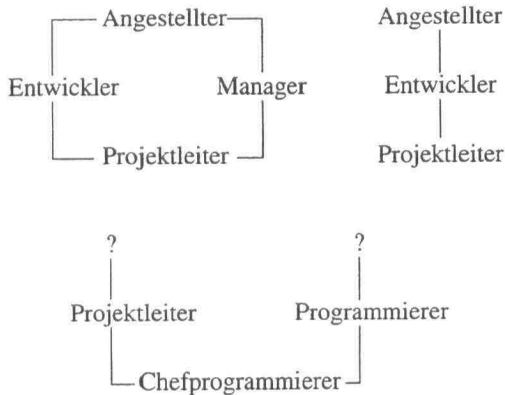 Angestellter
Entwickler Manager
Projektleiter
Angestellter
Entwickler
Projektleiter
? ?
Projektleiter Programmierer
Chefprogrammierer